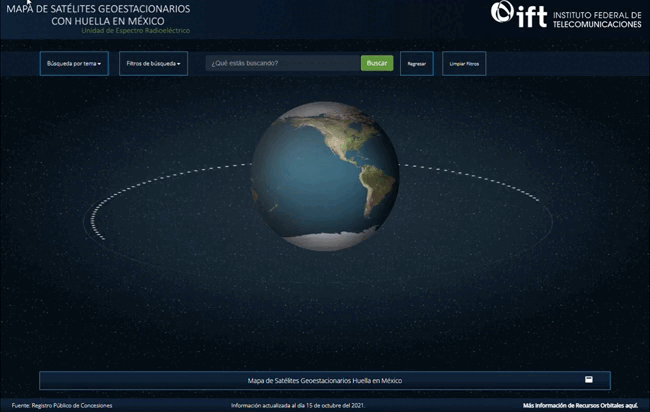 MAPA DE SATÉLITES GEOESTACIONARIOS
CON HUELLA EN MÉXICO
Unidad de Espectro Radioeléctrico
ift INSTITUTO FEDERAL DE
TELECOMUNICACIONES
Búsqueda por tema
Filtros de búsqueda
¿Qué estás buscando?
Buscar
Regresar
Limpiar Filtros
Mapa de Satélites Geoestacionarios Huella en México
Fuente: Registro Público de Concesiones
Información actualizada al día 15 de octubre del 2021.
Más información de Recursos Orbitales aquí.